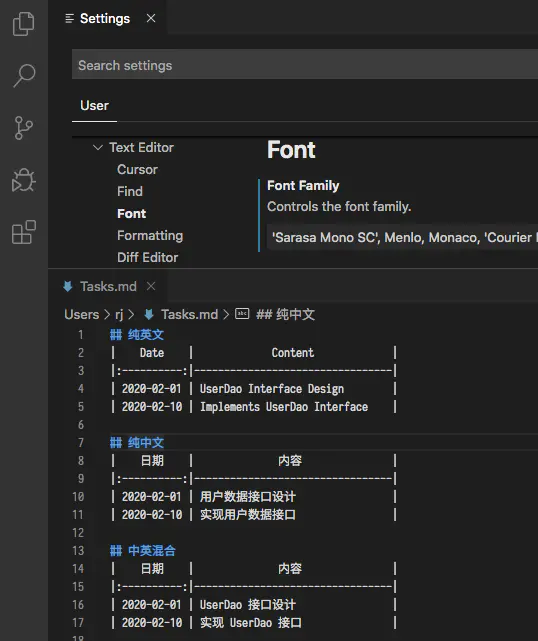 Settings
Search settings
User
Text Editor
Cursor
Find
Font
Formatting
Diff Editor
Font
Font Family
Controls the font family.
'Sarasa Mono SC', Menlo, Monaco, 'Courier
Tasks.md
Users > rj > Tasks.md > abc ## 纯中文
1 ## 纯英文
2 | Date | Content |
3 |:----------:|---------------------------------|
4 | 2020-02-01 | UserDao Interface Design |
5 | 2020-02-10 | Implements UserDao Interface |
6
7 ## 纯中文
8 | 日期 | 内容 |
9 |:----------:|---------------------------------|
10 | 2020-02-01 | 用户数据接口设计 |
11 | 2020-02-10 | 实现用户数据接口 |
12
13 ## 中英混合
14 | 日期 | 内容 |
15 |:----------:|---------------------------------|
16 | 2020-02-01 | UserDao 接口设计 |
17 | 2020-02-10 | 实现 UserDao 接口 |
18